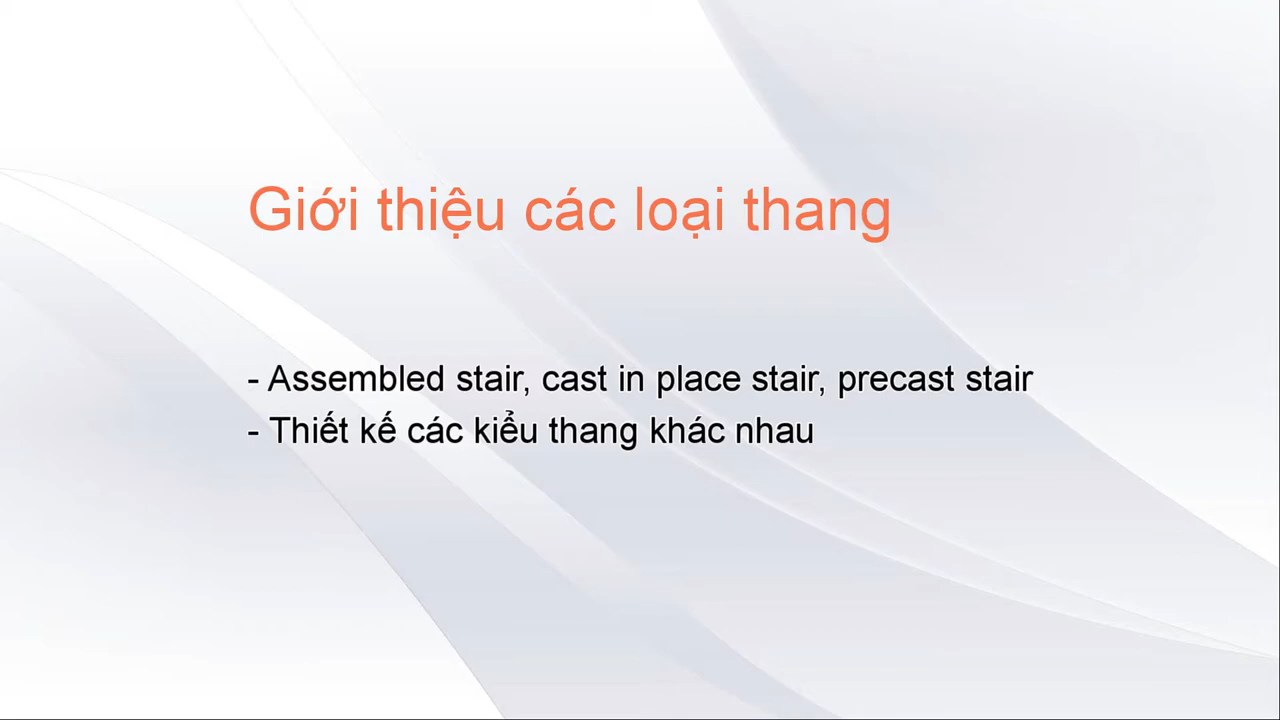 Giới thiệu các loại thang
- Assembled stair, cast in place stair, precast stair
- Thiết kế các kiểu thang khác nhau